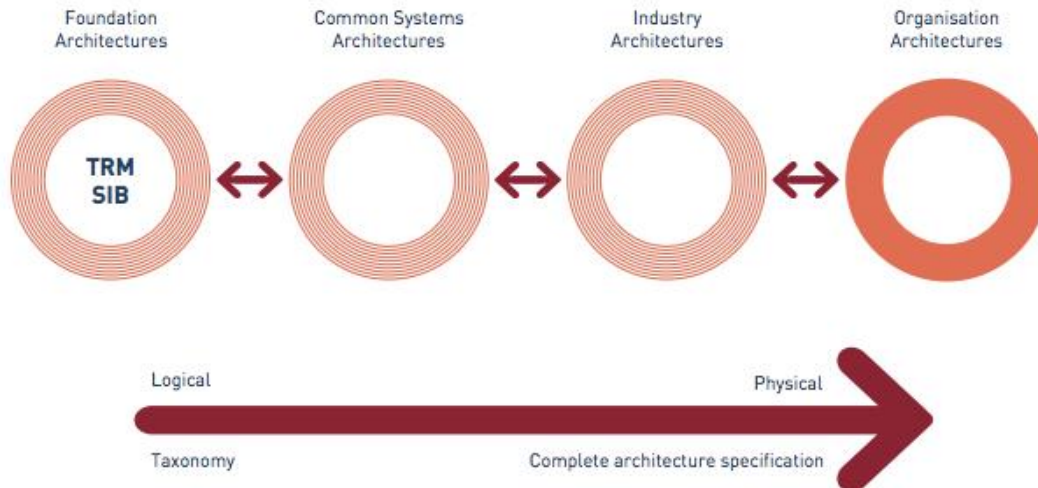 Foundation
Architectures
Common Systems
Architectures
Industry
Architectures
Organisation
Architectures
TRM
SIB
Logical
Physical
Taxonomy
Complete architecture specification